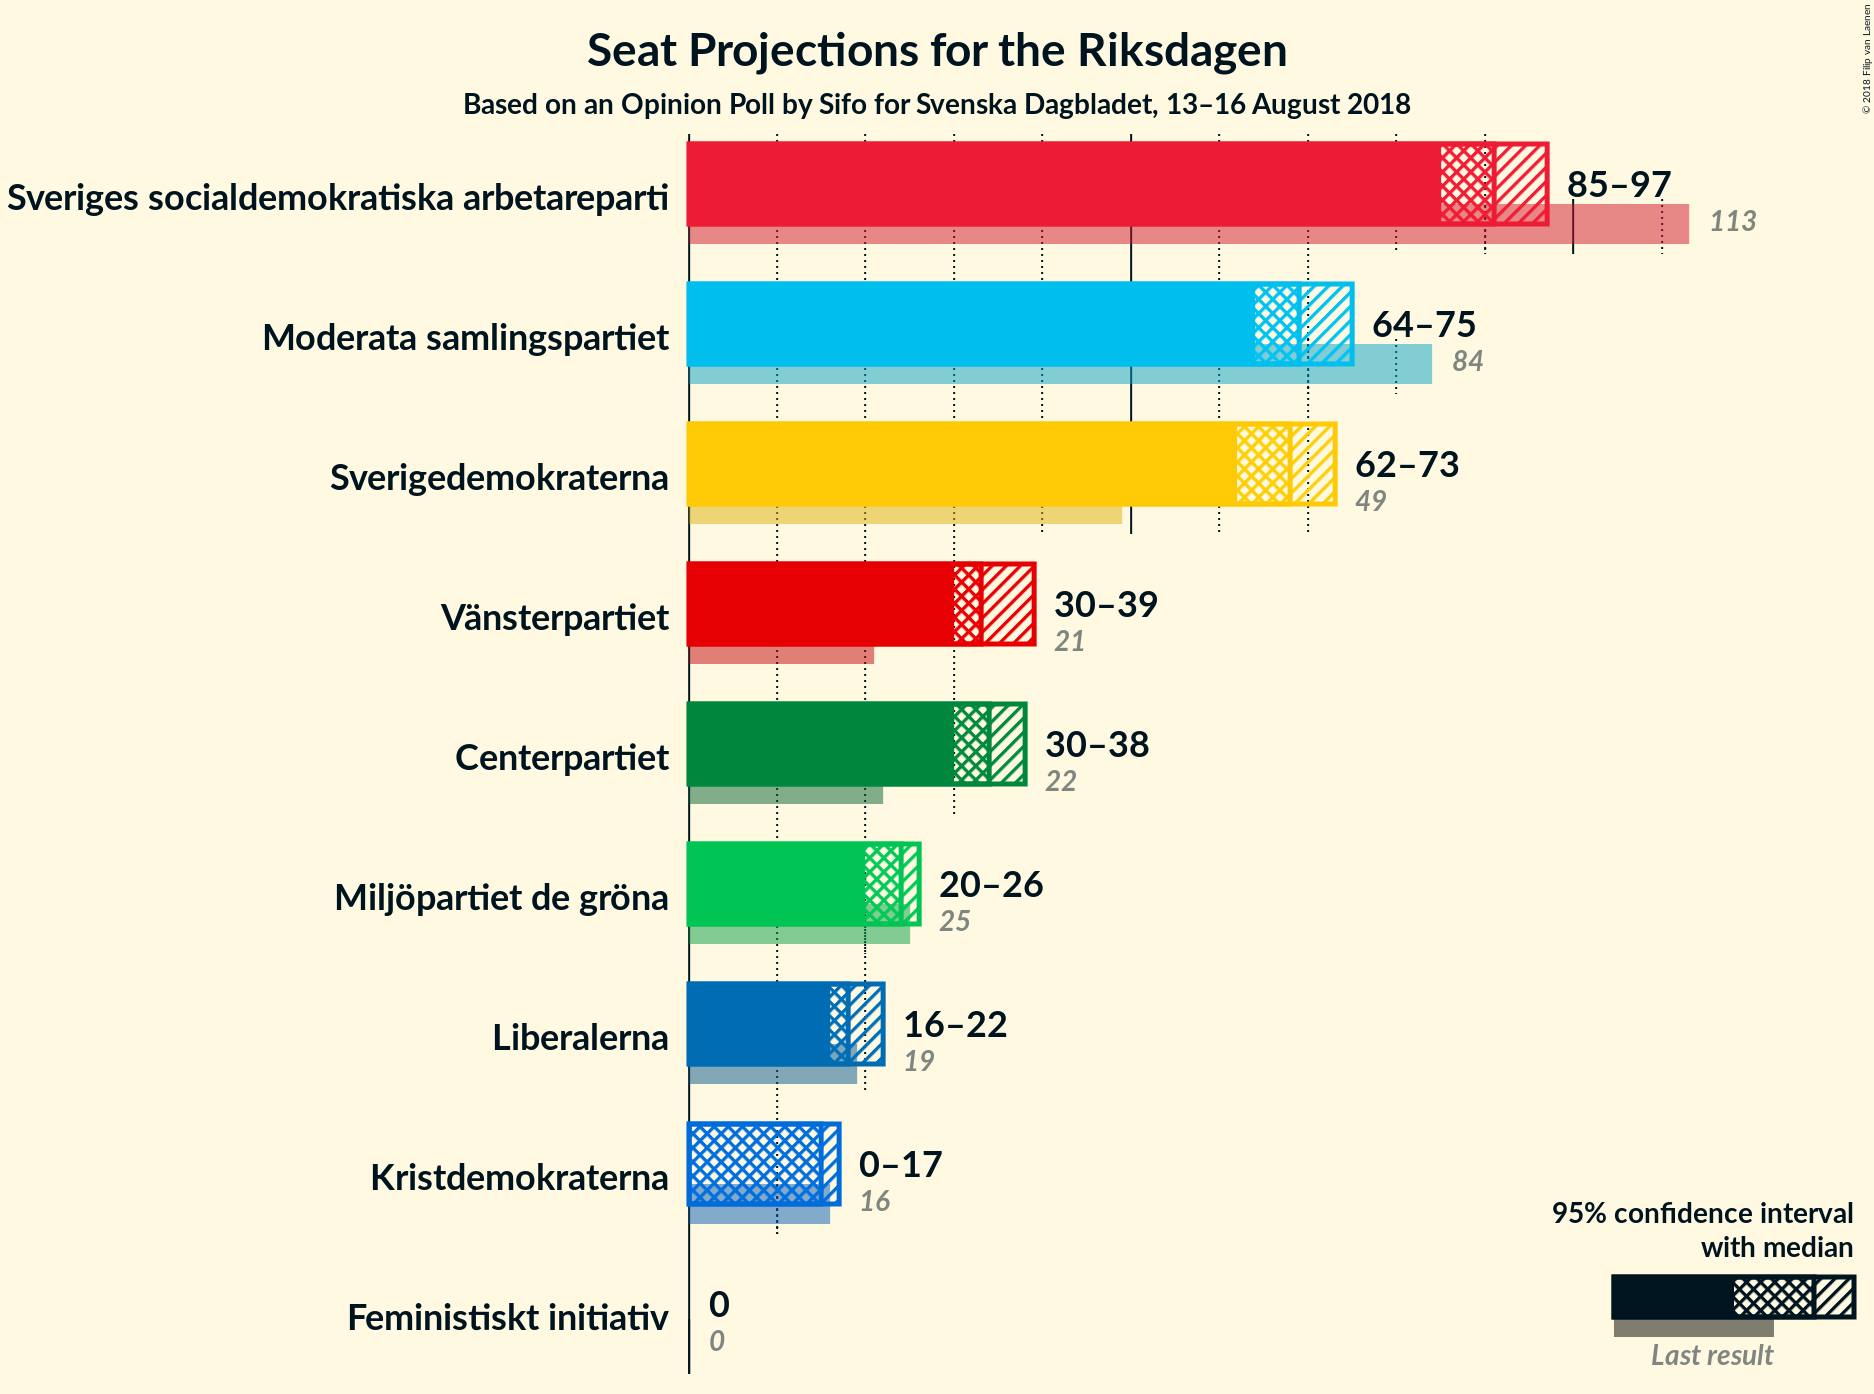 Seat Projections for the Riksdagen
Based on an Opinion Poll by Sifo for Svenska Dagbladet, 13–16 August 2018
© 2018 Filip van Laenen
Sveriges socialdemokratiska arbetareparti
85–97
113
Moderata samlingspartiet
64–75
84
Sverigedemokraterna
62–73
49
Vänsterpartiet
30–39
21
Centerpartiet
30–38
22
Miljöpartiet de gröna
20–26
25
Liberalerna
16–22
19
Kristdemokraterna
0–17
16
Feministiskt initiativ
0
0
95% confidence interval
with median
Last result